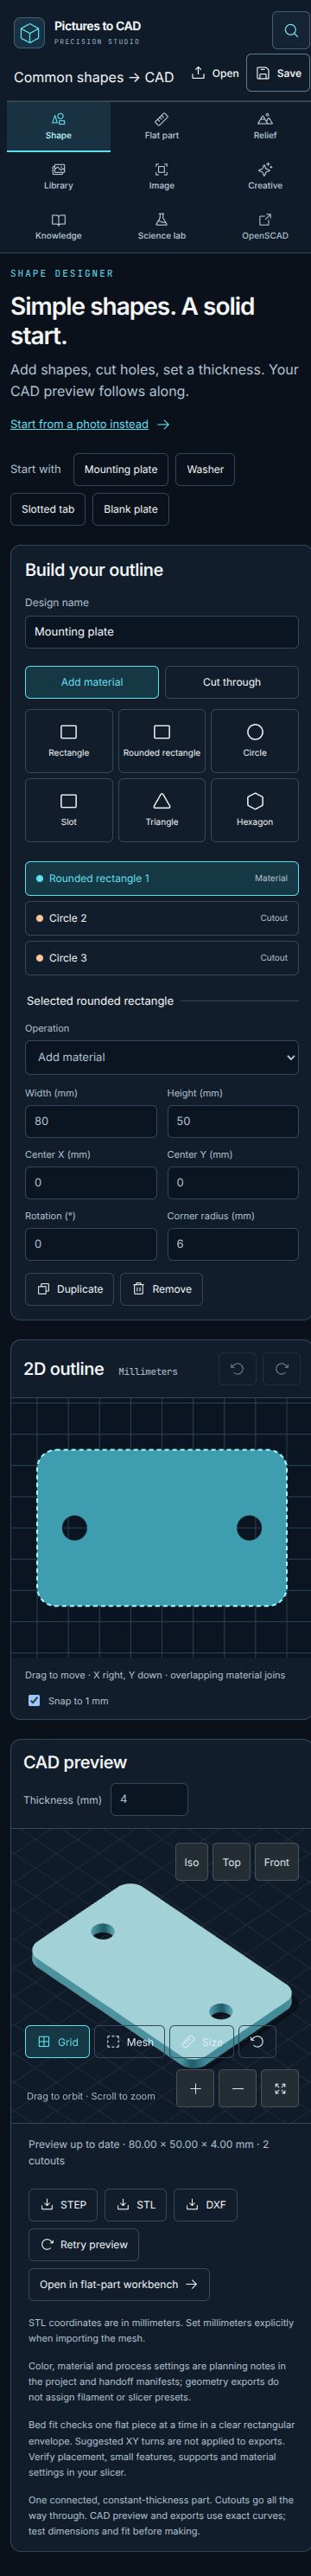 Pictures to CAD
PRECISION STUDIO
Common shapes → CAD
Open
Save
Shape
Flat part
Relief
Library
Image
Creative
Knowledge
Science lab
OpenSCAD
SHAPE DESIGNER
Simple shapes. A solid
start.
Add shapes, cut holes, set a thickness. Your
CAD preview follows along.
Start from a photo instead →
Start with
Mounting plate
Washer
Slotted tab
Blank plate
Build your outline
Design name
Mounting plate
Add material
Cut through
Rectangle
Rounded rectangle
Circle
Slot
Triangle
Hexagon
Rounded rectangle 1
Material
Circle 2
Cutout
Circle 3
Cutout
Selected rounded rectangle
Operation
Add material
Width (mm)
Height (mm)
80
50
Center X (mm)
Center Y (mm)
0
0
Rotation (°)
Corner radius (mm)
0
6
Duplicate
Remove
2D outline
Millimeters
Drag to move · X right, Y down · overlapping material joins
Snap to 1 mm
CAD preview
Thickness (mm)
4
Iso
Top
Front
Grid
Mesh
Size
Drag to orbit · Scroll to zoom
Preview up to date · 80.00 × 50.00 × 4.00 mm · 2
cutouts
STEP
STL
DXF
Retry preview
Open in flat-part workbench →
STL coordinates are in millimeters. Set millimeters explicitly
when importing the mesh.
Color, material and process settings are planning notes in
the project and handoff manifests; geometry exports do
not assign filament or slicer presets.
Bed fit checks one flat piece at a time in a clear rectangular
envelope. Suggested XY turns are not applied to exports.
Verify placement, small features, supports and material
settings in your slicer.
One connected, constant-thickness part. Cutouts go all the
way through. CAD preview and exports use exact curves;
test dimensions and fit before making.